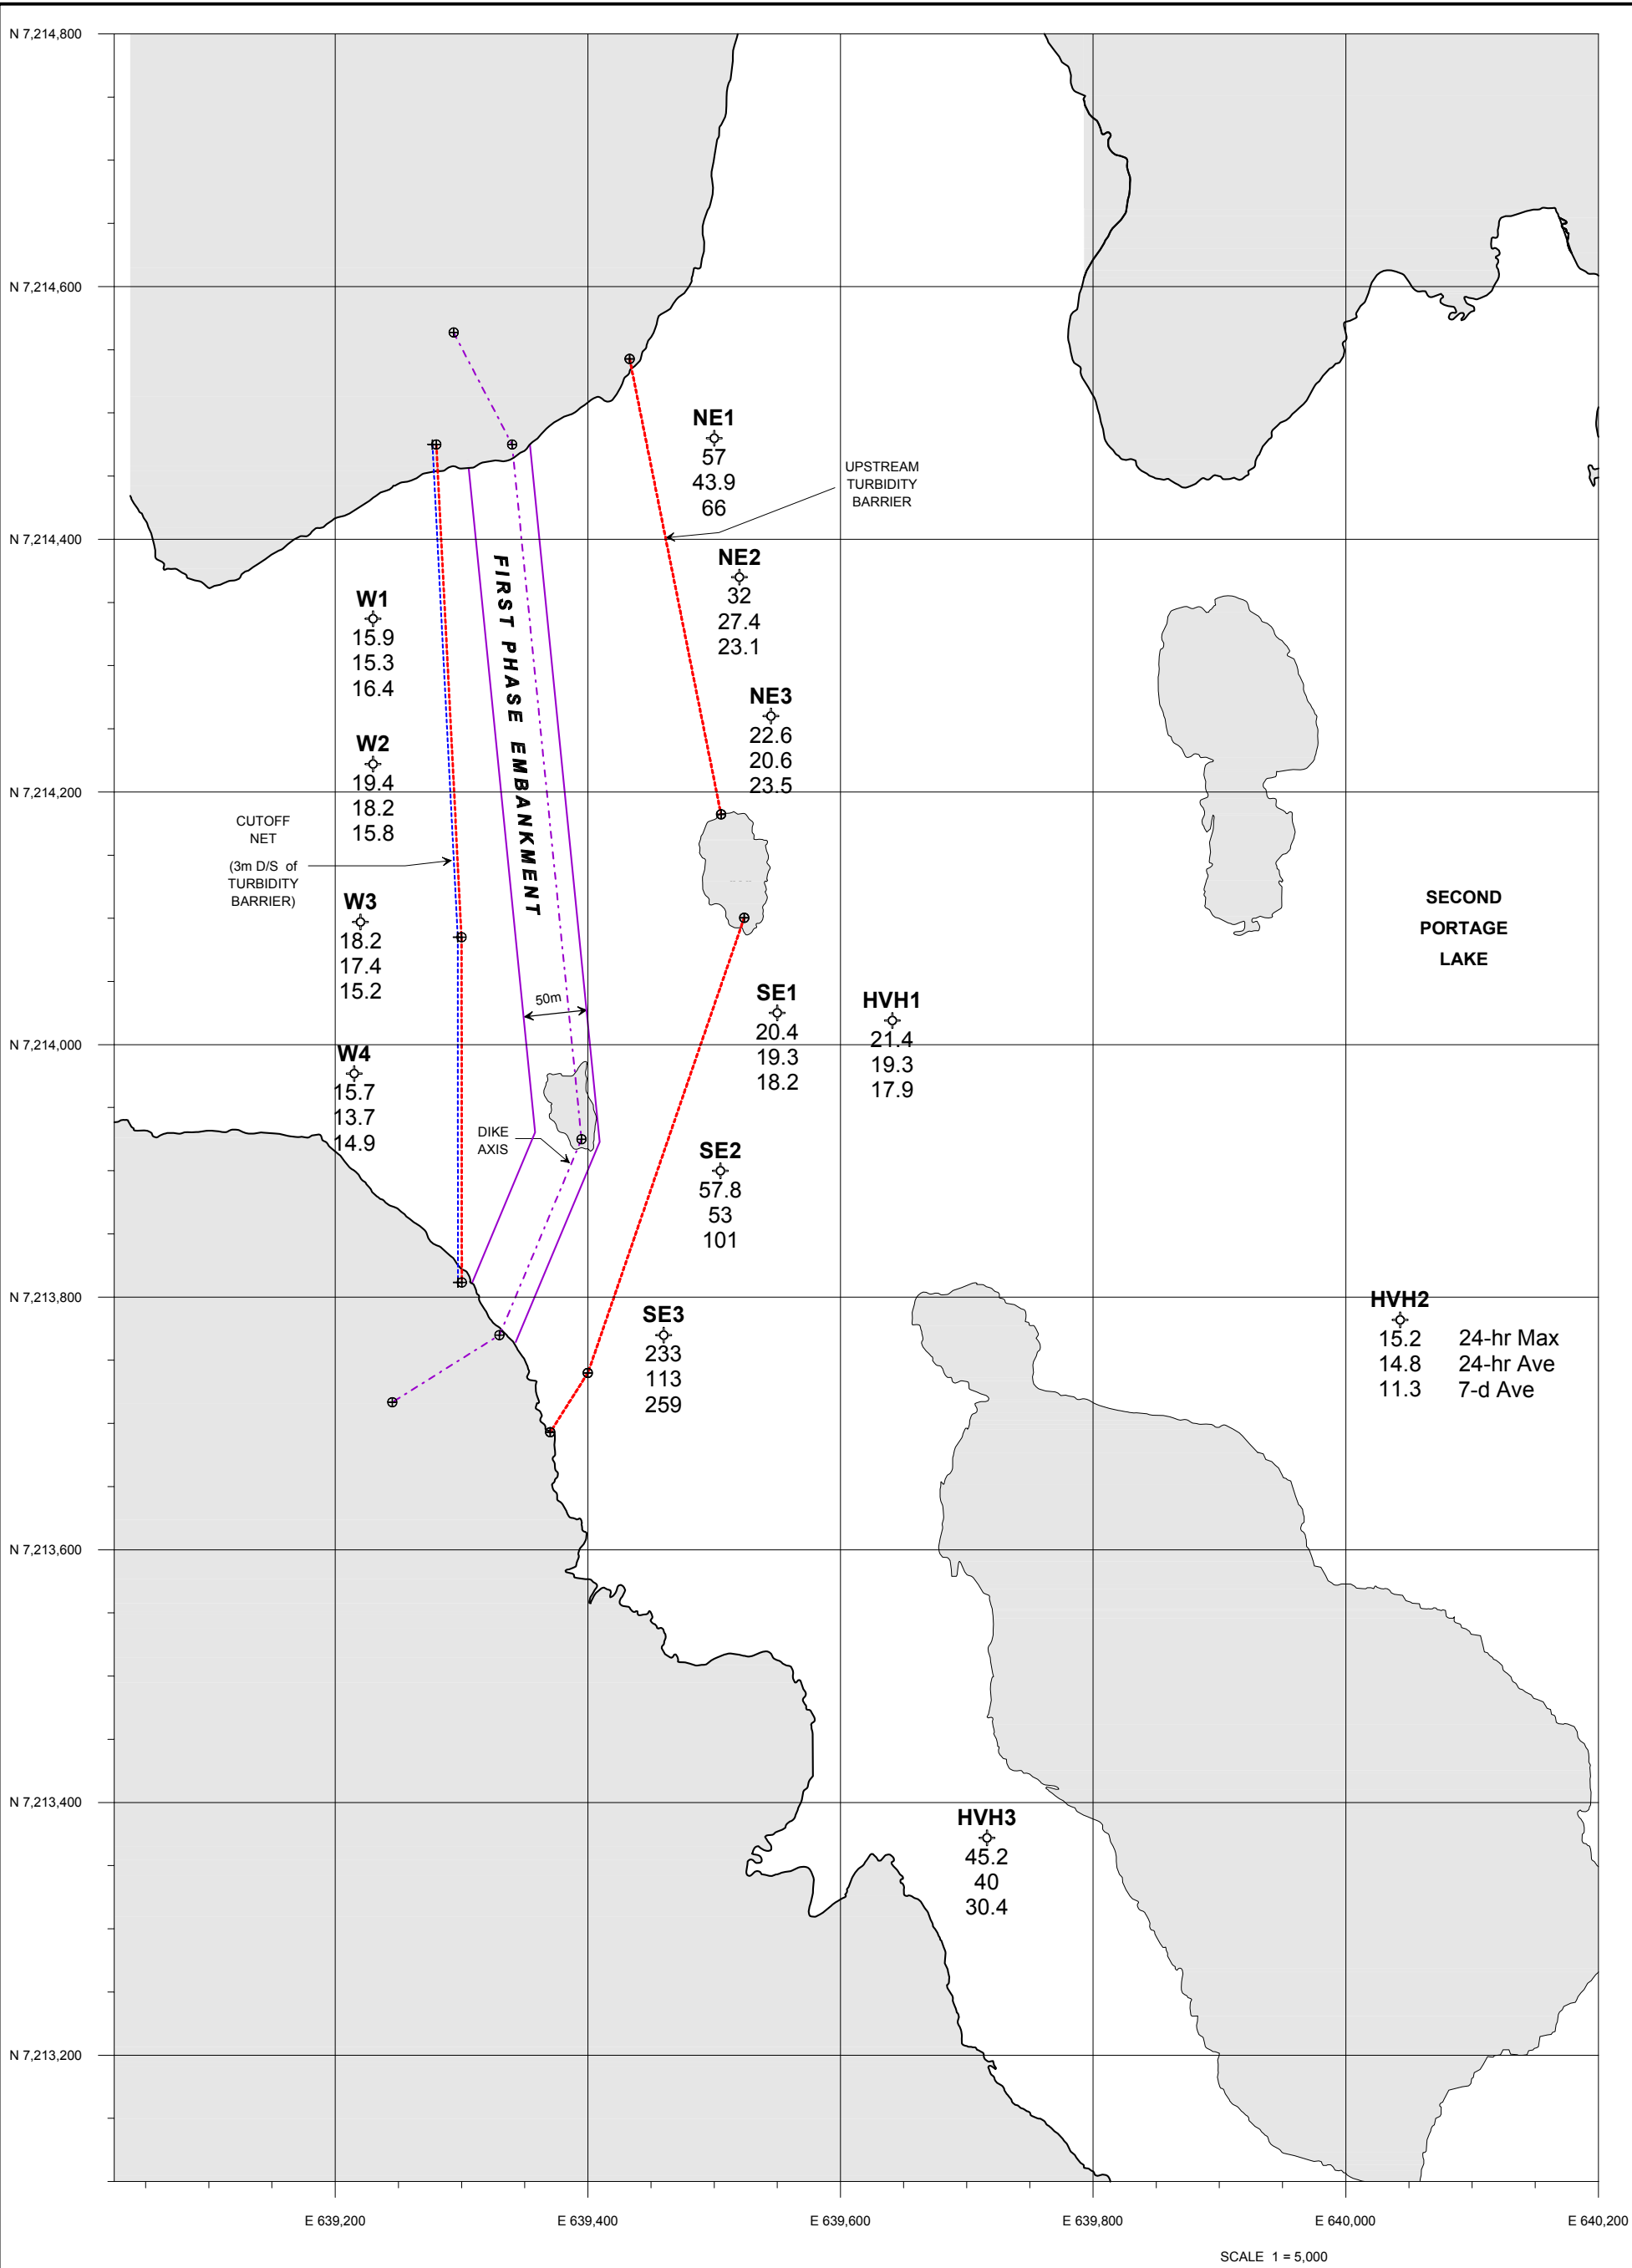 N 7,214,800
N 7,214,600
NE1
57
43.9
66
UPSTREAM
TURBIDITY
BARRIER
N 7,214,400
FIRST PHASE EMBANKMENT
NE2
32
27.4
23.1
W1
15.9
15.3
16.4
NE3
22.6
20.6
23.5
W2
19.4
18.2
15.8
N 7,214,200
CUTOFF
NET
(3m D/S of
TURBIDITY
BARRIER)
W3
18.2
17.4
15.2
SECOND
PORTAGE
LAKE
50m
SE1
20.4
19.3
18.2
HVH1
21.4
19.3
17.9
N 7,214,000
W4
15.7
13.7
14.9
DIKE
AXIS
SE2
57.8
53
101
N 7,213,800
HVH2
15.2 24-hr Max
14.8 24-hr Ave
11.3 7-d Ave
SE3
233
113
259
N 7,213,600
N 7,213,400
HVH3
45.2
40
30.4
N 7,213,200
E 639,200
E 639,400
E 639,600
E 639,800
E 640,000
E 640,200
SCALE 1 = 5,000